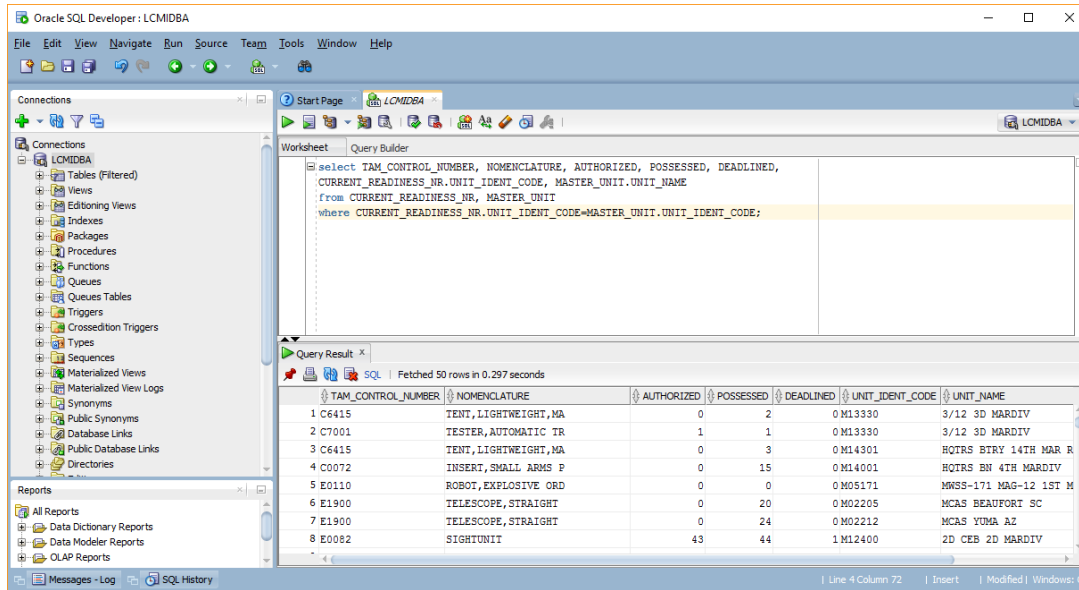 Oracle SQL Developer : LCMIDBA
File Edit View Navigate Run Source Team Tools Window Help
Connections
Connections
LCMIDBA
Tables (Filtered)
Views
Editioning Views
Indexes
Packages
Procedures
Functions
Queues
Queues Tables
Triggers
Crossedition Triggers
Types
Sequences
Materialized Views
Materialized View Logs
Synonyms
Public Synonyms
Database Links
Public Database Links
Directories
Reports
All Reports
Data Dictionary Reports
Data Modeler Reports
OLAP Reports
Start Page LCMIDBA
LCMIDBA
Worksheet Query Builder
select TAM_CONTROL_NUMBER, NOMENCLATURE, AUTHORIZED, POSSESSED, DEADLINED,
CURRENT_READINESS_NR.UNIT_IDENT_CODE, MASTER_UNIT.UNIT_NAME
from CURRENT_READINESS_NR, MASTER_UNIT
where CURRENT_READINESS_NR.UNIT_IDENT_CODE=MASTER_UNIT.UNIT_IDENT_CODE;
Query Result
SQL | Fetched 50 rows in 0.297 seconds
TAM_CONTROL_NUMBER NOMENCLATURE AUTHORIZED POSSESSED DEADLINED UNIT_IDENT_CODE UNIT_NAME
1 C6415 TENT,LIGHTWEIGHT,MA 0 2 0 M13330 3/12 3D MARDIV
2 C7001 TESTER,AUTOMATIC TR 1 1 0 M13330 3/12 3D MARDIV
3 C6415 TENT,LIGHTWEIGHT,MA 0 3 0 M14301 HQTRS BTRY 14TH MAR R
4 C0072 INSERT,SMALL ARMS P 0 15 0 M14001 HQTRS BN 4TH MARDIV
5 E0110 ROBOT,EXPLOSIVE ORD 0 0 0 M05171 MWSS-171 MAG-12 1ST M
6 E1900 TELESCOPE,STRAIGHT 0 20 0 M02205 MCAS BEAUFORT SC
7 E1900 TELESCOPE,STRAIGHT 0 24 0 M02212 MCAS YUMA AZ
8 E0082 SIGHTUNIT 43 44 1 M12400 2D CEB 2D MARDIV
Messages - Log SQL History
| Line 4 Column 72 | Insert | Modified | Windows: